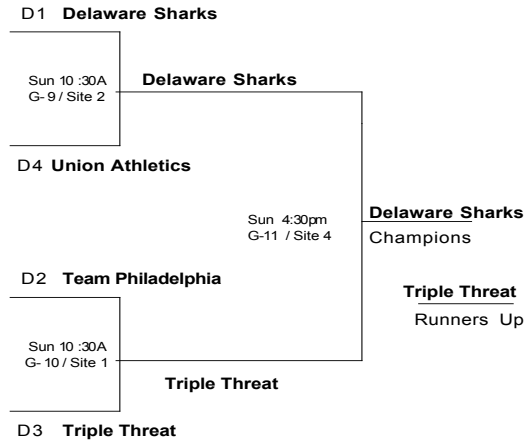 D1 Delaware Sharks
Sun 10 :30A
G- 9 / Site 2
Delaware Sharks
D4 Union Athletics
Sun 4:30pm
G-11 / Site 4
Delaware Sharks
Champions
D2 Team Philadelphia
Triple Threat
Runners Up
Sun 10 :30A
G- 10 / Site 1
Triple Threat
D3 Triple Threat